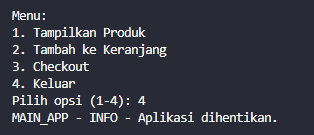 Menu:
1. Tampilkan Produk
2. Tambah ke Keranjang
3. Checkout
4. Keluar
Pilih opsi (1-4): 4
MAIN_APP - INFO - Aplikasi dihentikan.